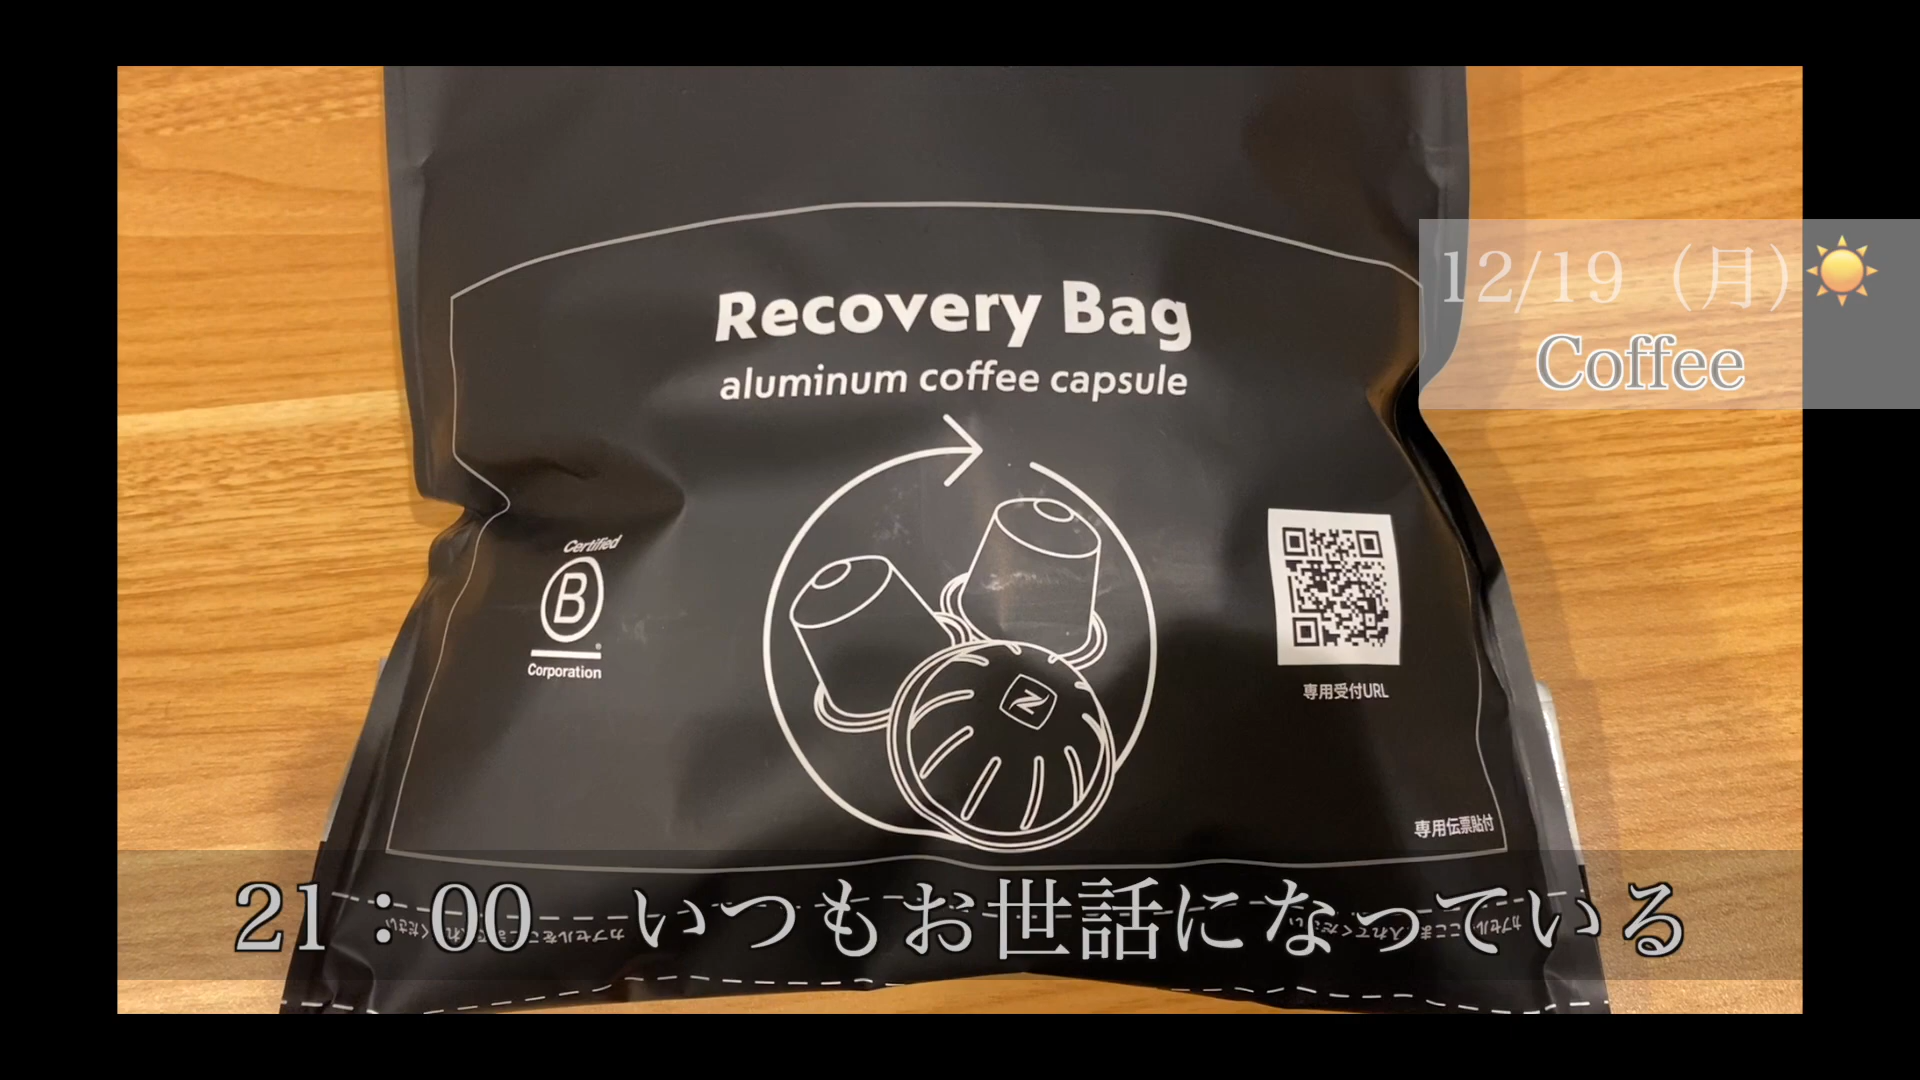 12/19（月）☀️
Coffee
Recovery Bag
aluminum coffee capsule
Certified
B
Corporation
専用受付URL
専用伝票貼付
21：00 いつもお世話になっている